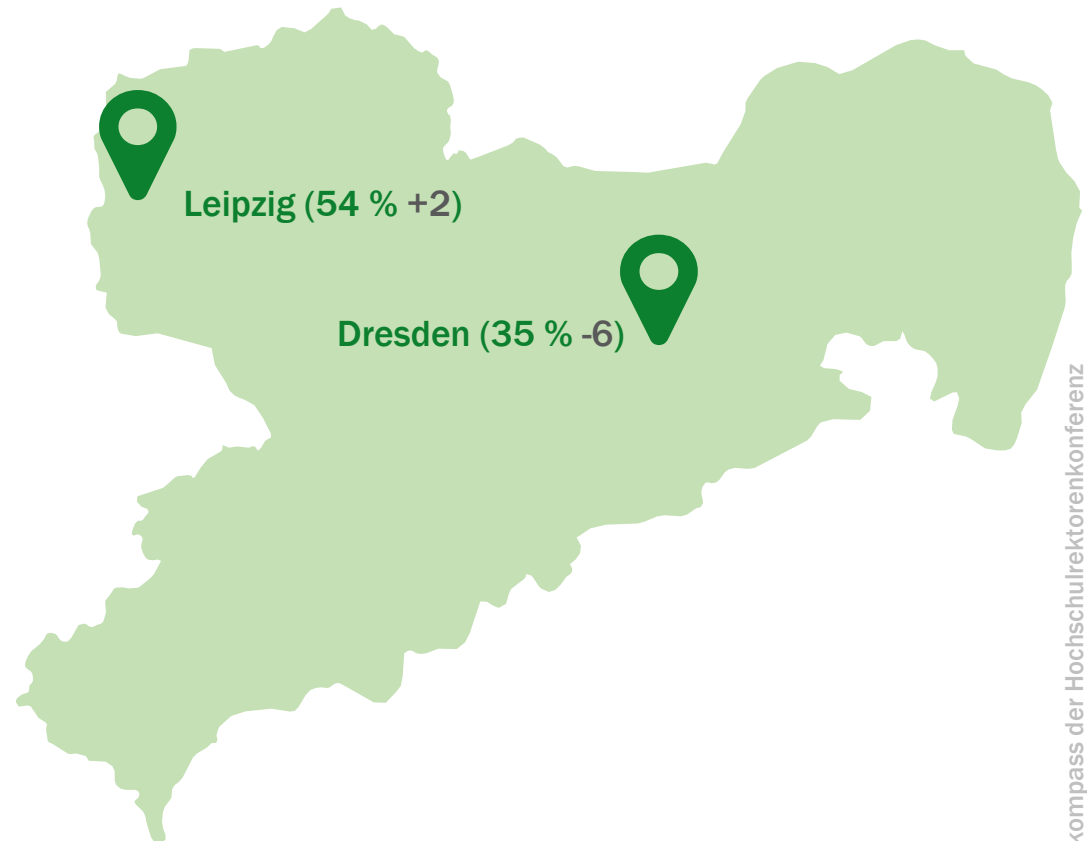 Leipzig (54 % +2)
Dresden (35 % -6)
kompass der Hochschulrektorenkonferenz